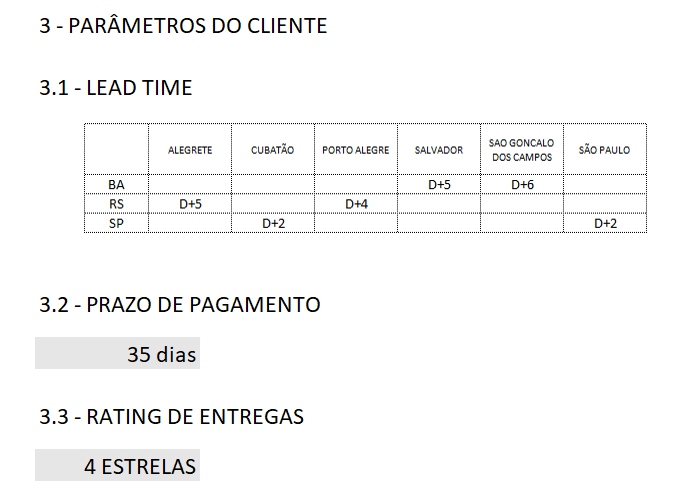 3 - PARÂMETROS DO CLIENTE
3.1 - LEAD TIME
ALEGRETE CUBATÃO PORTO ALEGRE SALVADOR SAO GONCALO DOS CAMPOS SÃO PAULO
BA D+5 D+6
RS D+5 D+4
SP D+2 D+2
3.2 - PRAZO DE PAGAMENTO
35 dias
3.3 - RATING DE ENTREGAS
4 ESTRELAS